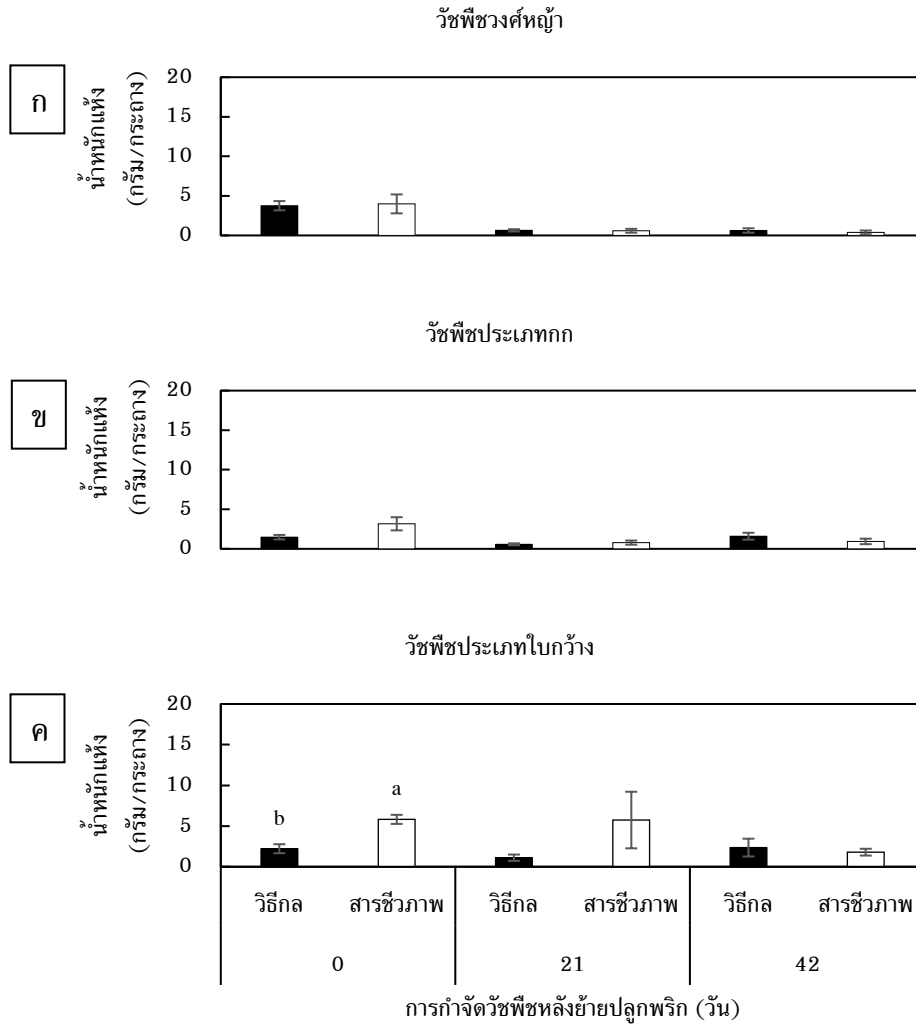 วัชพืชวงศ์หญ้า
ก
น้ำหนักแห้ง
(กรัม/กระถาง)
20
15
10
5
0
วัชพืชประเภทกก
ข
น้ำหนักแห้ง
(กรัม/กระถาง)
20
15
10
5
0
วัชพืชประเภทใบกว้าง
ค
น้ำหนักแห้ง
(กรัม/กระถาง)
20
15
10
5
0
b
a
วิธีกล สารชีวภาพ วิธีกล สารชีวภาพ วิธีกล สารชีวภาพ
0 21 42
การกำจัดวัชพืชหลังย้ายปลูกพริก (วัน)